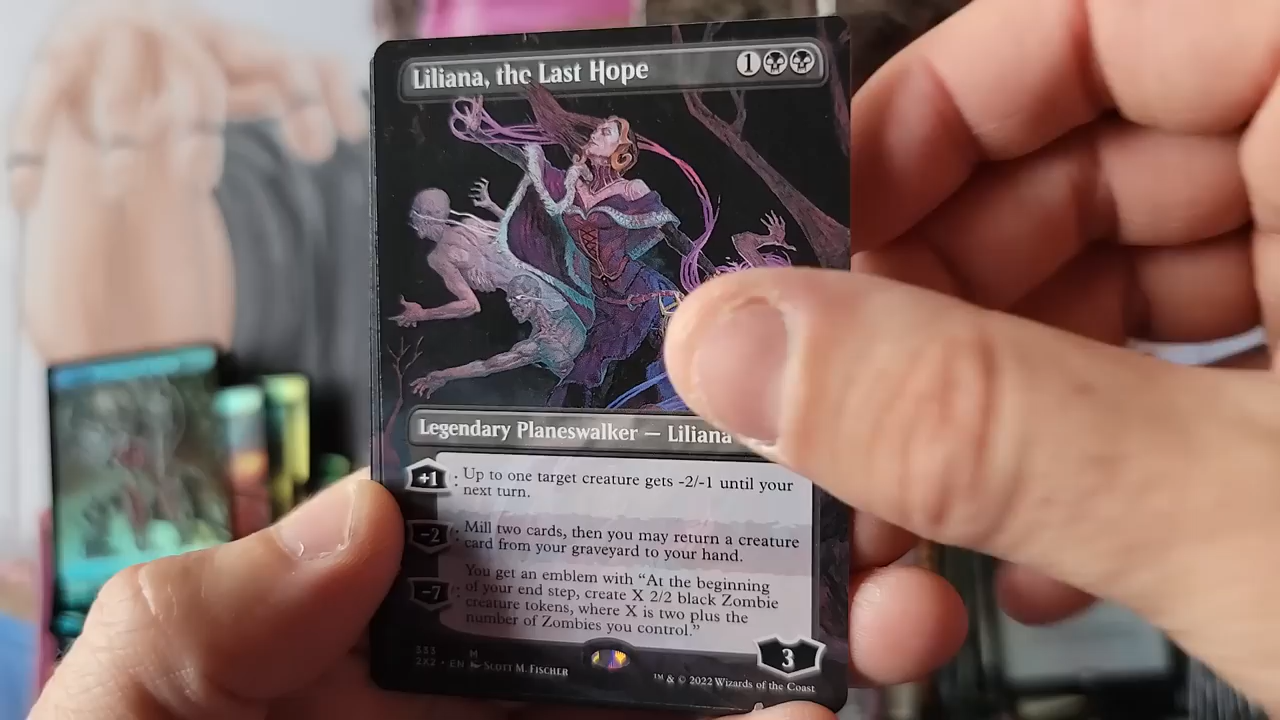 Liliana, the Last Hope 1
Legendary Planeswalker — Liliana
+1 : Up to one target creature gets -2/-1 until your
next turn.
-2 : Mill two cards, then you may return a creature
card from your graveyard to your hand.
-7 : You get an emblem with “At the beginning
of your end step, create X 2/2 black Zombie
creature tokens, where X is two plus the
number of Zombies you control.”
3
333 M
2X2 • EN Scott M. Fischer
™ & © 2022 Wizards of the Coast